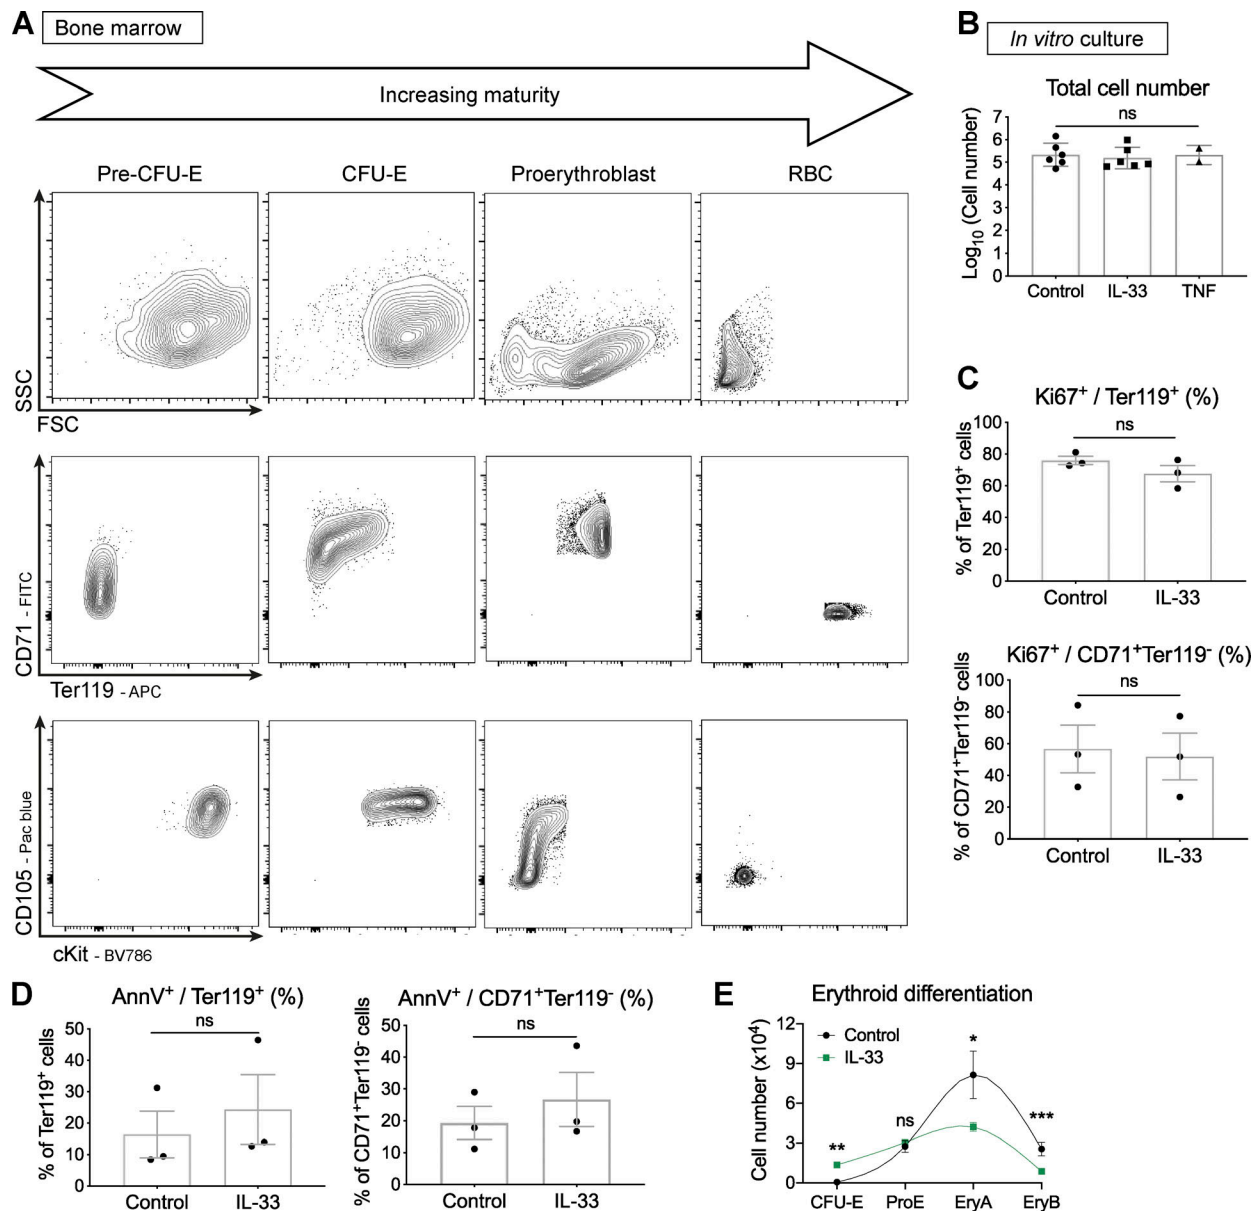 A
Bone marrow
Increasing maturity
Pre-CFU-E
CFU-E
Proerythroblast
RBC
SSC
FSC
CD71 - FITC
Ter119 - APC
CD105 - Pac blue
cKit - BV786
B
In vitro culture
Total cell number
ns
Log10 (Cell number)
7
6
5
4
3
2
1
0
Control
IL-33
TNF
C
Ki67+ / Ter119+ (%)
ns
% of Ter119+ cells
100
80
60
40
20
0
Control
IL-33
Ki67+ / CD71+Ter119- (%)
ns
% of CD71+Ter119- cells
100
80
60
40
20
0
Control
IL-33
D
AnnV+ / Ter119+ (%)
ns
% of Ter119+ cells
50
40
30
20
10
0
Control
IL-33
AnnV+ / CD71+Ter119- (%)
ns
% of CD71+Ter119- cells
50
40
30
20
10
0
Control
IL-33
E
Erythroid differentiation
Control
IL-33
Cell number (x10⁴)
12
9
6
3
0
**
ns
*
***
CFU-E
ProE
EryA
EryB